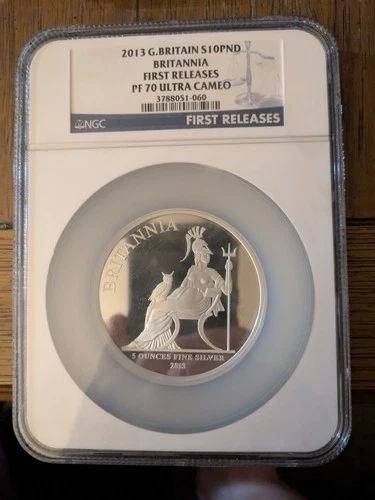 2013 G.BRITAIN S10PND
BRITANNIA
FIRST RELEASES
PF 70 ULTRA CAMEO
3788051-060
NGC FIRST RELEASES
BRITANNIA
5 OUNCES FINE SILVER
2013